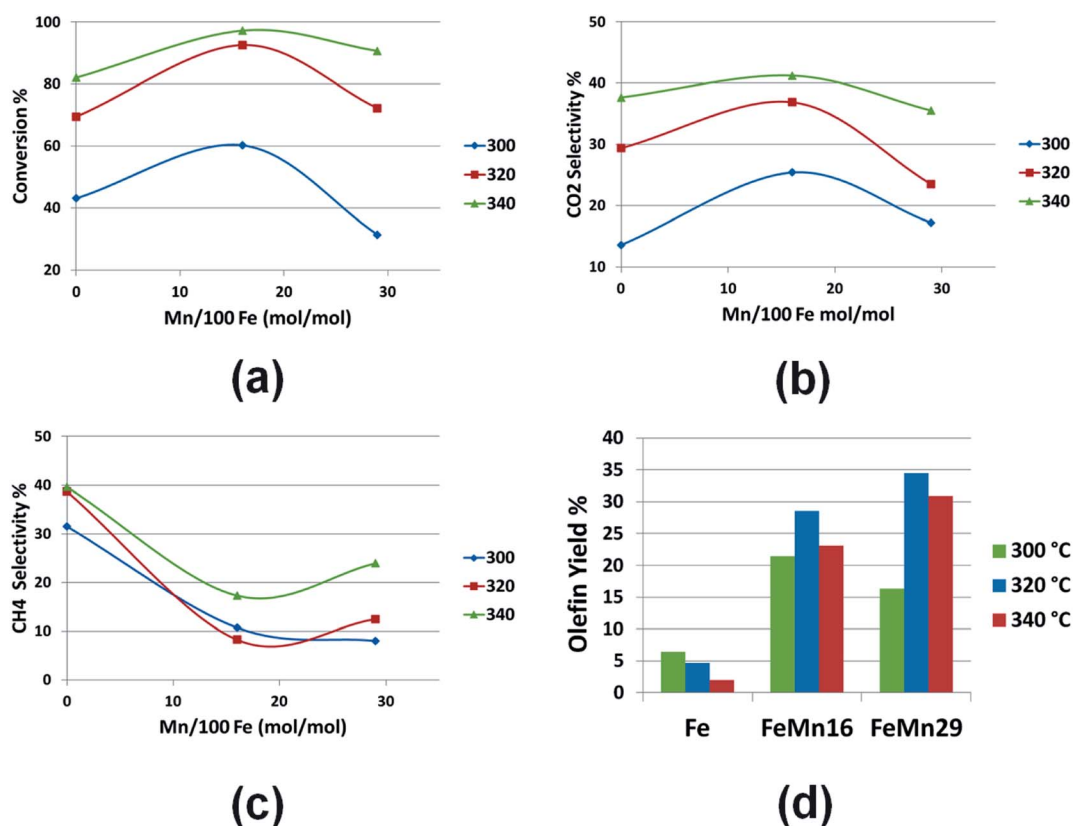 100
80
60
40
20
Conversion %
0 10 20 30
Mn/100 Fe (mol/mol)
300
320
340
(a)
50
40
30
20
10
CO2 Selectivity %
0 10 20 30
Mn/100 Fe mol/mol
300
320
340
(b)
50
40
30
20
10
0
CH4 Selectivity %
0 10 20 30
Mn/100 Fe (mol/mol)
300
320
340
(c)
40
35
30
25
20
15
10
5
0
Olefin Yield %
Fe FeMn16 FeMn29
300 °C
320 °C
340 °C
(d)